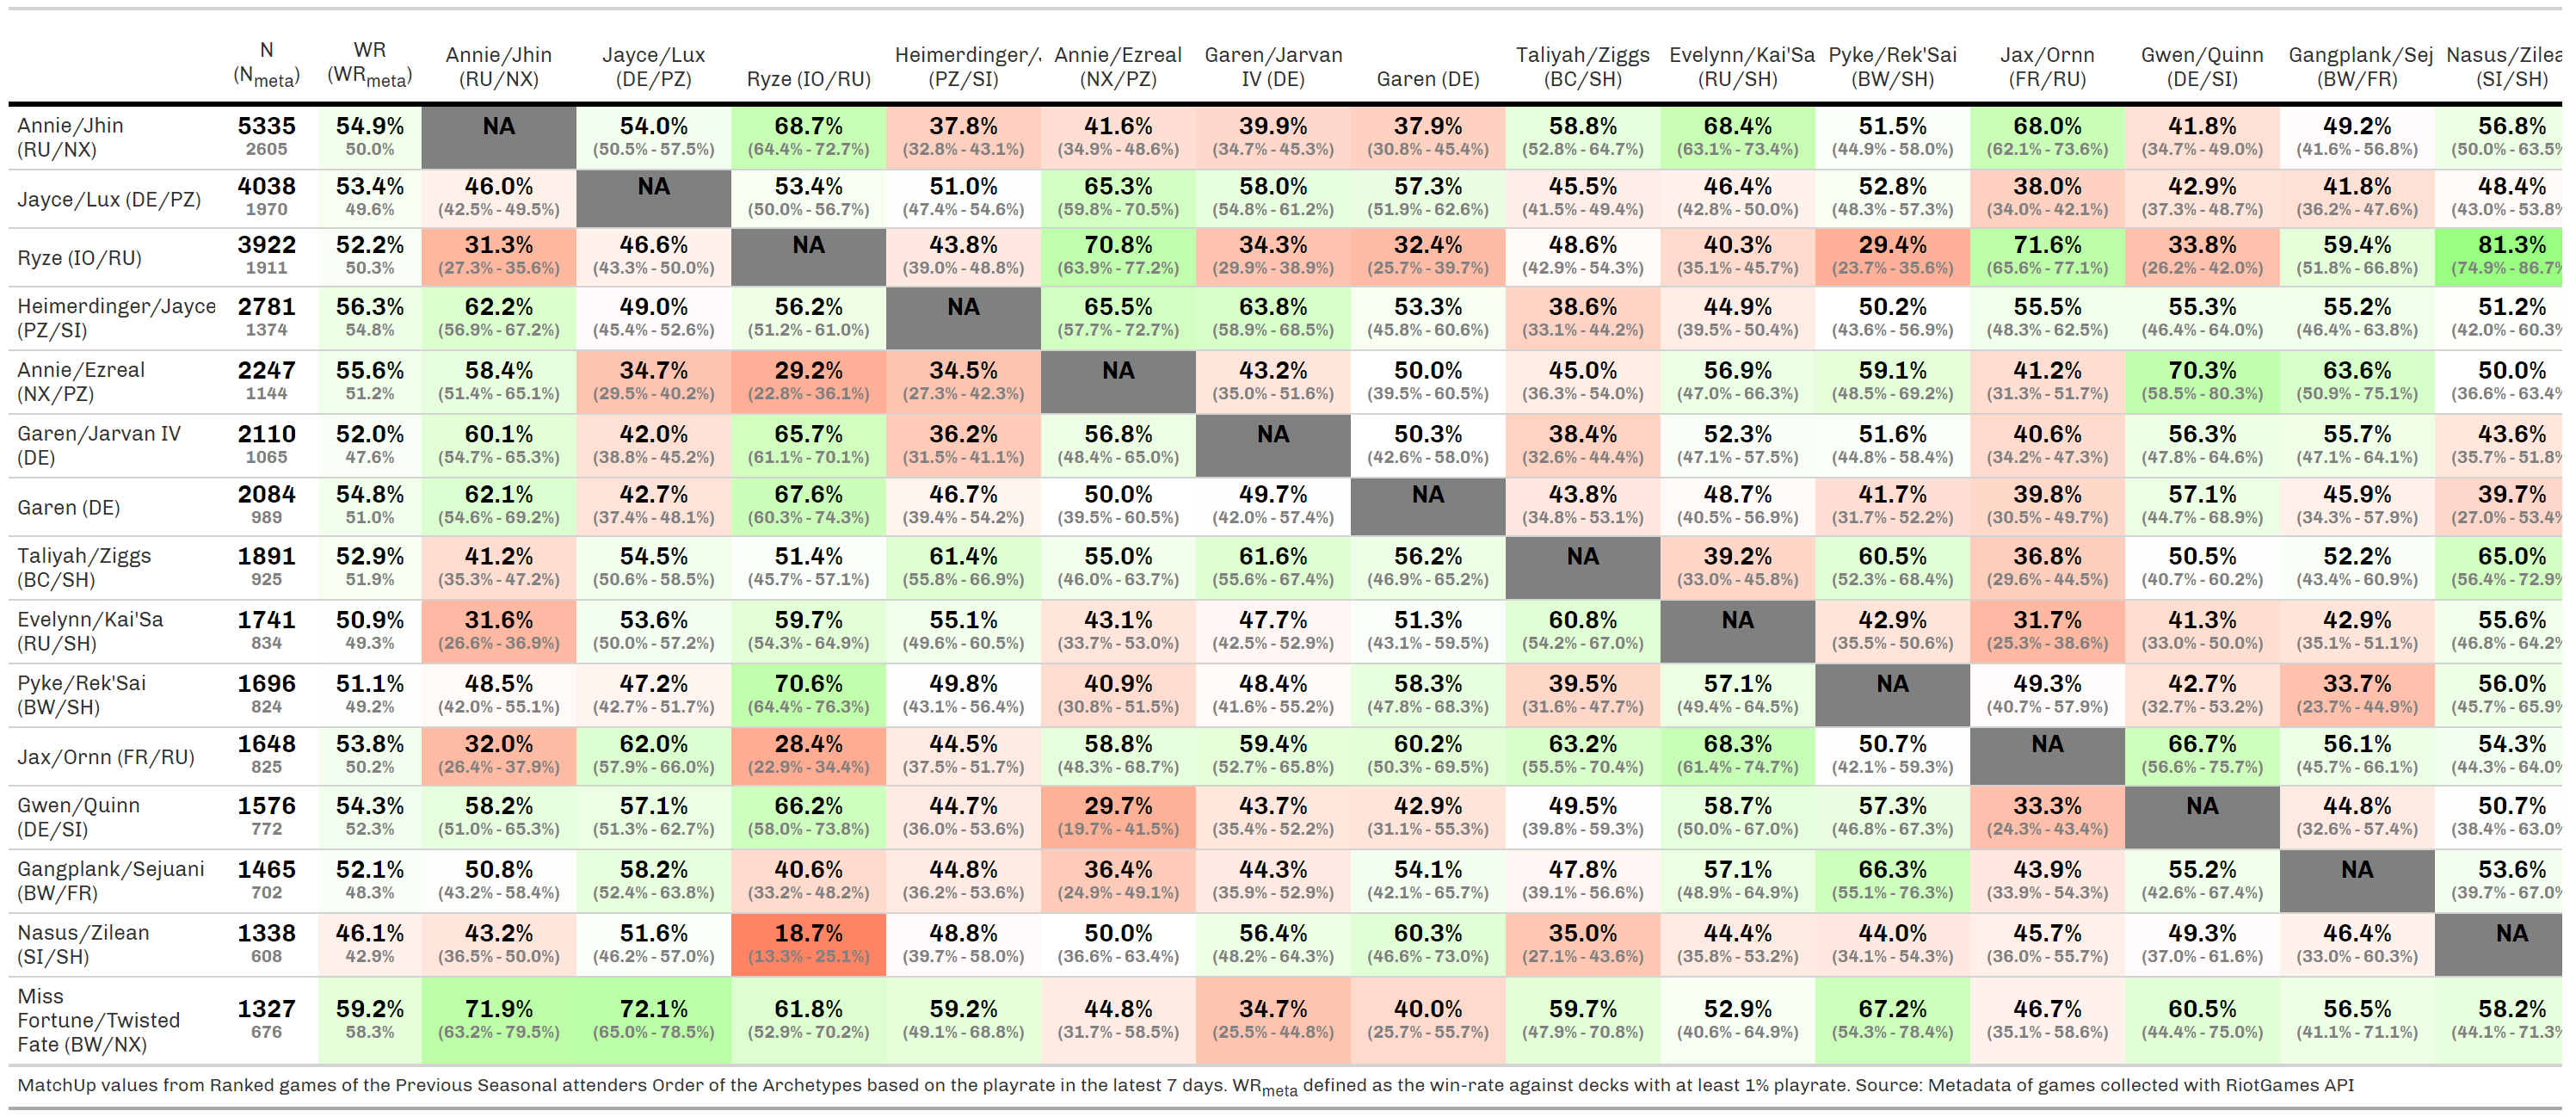 N (Nmeta) WR (WRmeta) Annie/Jhin (RU/NX) Jayce/Lux (DE/PZ) Ryze (IO/RU) Heimerdinger/J (PZ/SI) Annie/Ezreal (NX/PZ) Garen/Jarvan IV (DE) Garen (DE) Taliyah/Ziggs (BC/SH) Evelynn/Kai'Sa (RU/SH) Pyke/Rek'Sai (BW/SH) Jax/Ornn (FR/RU) Gwen/Quinn (DE/SI) Gangplank/Sej (BW/FR) Nasus/Zilea (SI/SH)
Annie/Jhin 5335 54.9% NA 54.0% 68.7% 37.8% 41.6% 39.9% 37.9% 58.8% 68.4% 51.5% 68.0% 41.8% 49.2% 56.8%
(RU/NX) 2605 50.0% (50.5% - 57.5%) (64.4% - 72.7%) (32.8% - 43.1%) (34.9% - 48.6%) (34.7% - 45.3%) (30.8% - 45.4%) (52.8% - 64.7%) (63.1% - 73.4%) (44.9% - 58.0%) (62.1% - 73.6%) (34.7% - 49.0%) (41.6% - 56.8%) (50.0% - 63.5%
Jayce/Lux (DE/PZ) 4038 53.4% 46.0% NA 53.4% 51.0% 65.3% 58.0% 57.3% 45.5% 46.4% 52.8% 38.0% 42.9% 41.8% 48.4%
1970 49.6% (42.5% - 49.5%) (50.0% - 56.7%) (47.4% - 54.6%) (59.8% - 70.5%) (54.8% - 61.2%) (51.9% - 62.6%) (41.5% - 49.4%) (42.8% - 50.0%) (48.3% - 57.3%) (34.0% - 42.1%) (37.3% - 48.7%) (36.2% - 47.6%) (43.0% - 53.8%
Ryze (IO/RU) 3922 52.2% 31.3% 46.6% NA 43.8% 70.8% 34.3% 32.4% 48.6% 40.3% 29.4% 71.6% 33.8% 59.4% 81.3%
1911 50.3% (27.3% - 35.6%) (43.3% - 50.0%) (39.0% - 48.8%) (63.9% - 77.2%) (29.9% - 38.9%) (25.7% - 39.7%) (42.9% - 54.3%) (35.1% - 45.7%) (23.7% - 35.6%) (65.6% - 77.1%) (26.2% - 42.0%) (51.8% - 66.8%) (74.9% - 86.7%
Heimerdinger/Jayce 2781 56.3% 62.2% 49.0% 56.2% NA 65.5% 63.8% 53.3% 38.6% 44.9% 50.2% 55.5% 55.3% 55.2% 51.2%
(PZ/SI) 1374 54.8% (56.9% - 67.2%) (45.4% - 52.6%) (51.2% - 61.0%) (57.7% - 72.7%) (58.9% - 68.5%) (45.8% - 60.6%) (33.1% - 44.2%) (39.5% - 50.4%) (43.6% - 56.9%) (48.3% - 62.5%) (46.4% - 64.0%) (46.4% - 63.8%) (42.0% - 60.3%
Annie/Ezreal 2247 55.6% 58.4% 34.7% 29.2% 34.5% NA 43.2% 50.0% 45.0% 56.9% 59.1% 41.2% 70.3% 63.6% 50.0%
(NX/PZ) 1144 51.2% (51.4% - 65.1%) (29.5% - 40.2%) (22.8% - 36.1%) (27.3% - 42.3%) (35.0% - 51.6%) (39.5% - 60.5%) (36.3% - 54.0%) (47.0% - 66.3%) (48.5% - 69.2%) (31.3% - 51.7%) (58.5% - 80.3%) (50.9% - 75.1%) (36.6% - 63.4%
Garen/Jarvan IV 2110 52.0% 60.1% 42.0% 65.7% 36.2% 56.8% NA 50.3% 38.4% 52.3% 51.6% 40.6% 56.3% 55.7% 43.6%
(DE) 1065 47.6% (54.7% - 65.3%) (38.8% - 45.2%) (61.1% - 70.1%) (31.5% - 41.1%) (48.4% - 65.0%) (42.6% - 58.0%) (32.6% - 44.4%) (47.1% - 57.5%) (44.8% - 58.4%) (34.2% - 47.3%) (47.8% - 64.6%) (47.1% - 64.1%) (35.7% - 51.8%
Garen (DE) 2084 54.8% 62.1% 42.7% 67.6% 46.7% 50.0% 49.7% NA 43.8% 48.7% 41.7% 39.8% 57.1% 45.9% 39.7%
989 51.0% (54.6% - 69.2%) (37.4% - 48.1%) (60.3% - 74.3%) (39.4% - 54.2%) (39.5% - 60.5%) (42.0% - 57.4%) (34.8% - 53.1%) (40.5% - 56.9%) (31.7% - 52.2%) (30.5% - 49.7%) (44.7% - 68.9%) (34.3% - 57.9%) (27.0% - 53.4%
Taliyah/Ziggs 1891 52.9% 41.2% 54.5% 51.4% 61.4% 55.0% 61.6% 56.2% NA 39.2% 60.5% 36.8% 50.5% 52.2% 65.0%
(BC/SH) 925 51.9% (35.3% - 47.2%) (50.6% - 58.5%) (45.7% - 57.1%) (55.8% - 66.9%) (46.0% - 63.7%) (55.6% - 67.4%) (46.9% - 65.2%) (33.0% - 45.8%) (52.3% - 68.4%) (29.6% - 44.5%) (40.7% - 60.2%) (43.4% - 60.9%) (56.4% - 72.9%
Evelynn/Kai'Sa 1741 50.9% 31.6% 53.6% 59.7% 55.1% 43.1% 47.7% 51.3% 60.8% NA 42.9% 31.7% 41.3% 42.9% 55.6%
(RU/SH) 834 49.3% (26.6% - 36.9%) (50.0% - 57.2%) (54.3% - 64.9%) (49.6% - 60.5%) (33.7% - 53.0%) (42.5% - 52.9%) (43.1% - 59.5%) (54.2% - 67.0%) (35.5% - 50.6%) (25.3% - 38.6%) (33.0% - 50.0%) (35.1% - 51.1%) (46.8% - 64.2%
Pyke/Rek'Sai 1696 51.1% 48.5% 47.2% 70.6% 49.8% 40.9% 48.4% 58.3% 39.5% 57.1% NA 49.3% 42.7% 33.7% 56.0%
(BW/SH) 824 49.2% (42.0% - 55.1%) (42.7% - 51.7%) (64.4% - 76.3%) (43.1% - 56.4%) (30.8% - 51.5%) (41.6% - 55.2%) (47.8% - 68.3%) (31.6% - 47.7%) (49.4% - 64.5%) (40.7% - 57.9%) (32.7% - 53.2%) (23.7% - 44.9%) (45.7% - 65.9%
Jax/Ornn (FR/RU) 1648 53.8% 32.0% 62.0% 28.4% 44.5% 58.8% 59.4% 60.2% 63.2% 68.3% 50.7% NA 66.7% 56.1% 54.3%
825 50.2% (26.4% - 37.9%) (57.9% - 66.0%) (22.9% - 34.4%) (37.5% - 51.7%) (48.3% - 68.7%) (52.7% - 65.8%) (50.3% - 69.5%) (55.5% - 70.4%) (61.4% - 74.7%) (42.1% - 59.3%) (56.6% - 75.7%) (45.7% - 66.1%) (44.3% - 64.0%
Gwen/Quinn 1576 54.3% 58.2% 57.1% 66.2% 44.7% 29.7% 43.7% 42.9% 49.5% 58.7% 57.3% 33.3% NA 44.8% 50.7%
(DE/SI) 772 52.3% (51.0% - 65.3%) (51.3% - 62.7%) (58.0% - 73.8%) (36.0% - 53.6%) (19.7% - 41.5%) (35.4% - 52.2%) (31.1% - 55.3%) (39.8% - 59.3%) (50.0% - 67.0%) (46.8% - 67.3%) (24.3% - 43.4%) (32.6% - 57.4%) (38.4% - 63.0%
Gangplank/Sejuani 1465 52.1% 50.8% 58.2% 40.6% 44.8% 36.4% 44.3% 54.1% 47.8% 57.1% 66.3% 43.9% 55.2% NA 53.6%
(BW/FR) 702 48.3% (43.2% - 58.4%) (52.4% - 63.8%) (33.2% - 48.2%) (36.2% - 53.6%) (24.9% - 49.1%) (35.9% - 52.9%) (42.1% - 65.7%) (39.1% - 56.6%) (48.9% - 64.9%) (55.1% - 76.3%) (33.9% - 54.3%) (42.6% - 67.4%) (39.7% - 67.0%
Nasus/Zilean 1338 46.1% 43.2% 51.6% 18.7% 48.8% 50.0% 56.4% 60.3% 35.0% 44.4% 44.0% 45.7% 49.3% 46.4% NA
(SI/SH) 608 42.9% (36.5% - 50.0%) (46.2% - 57.0%) (13.3% - 25.1%) (39.7% - 58.0%) (36.6% - 63.4%) (48.2% - 64.3%) (46.6% - 73.0%) (27.1% - 43.6%) (35.8% - 53.2%) (34.1% - 54.3%) (36.0% - 55.7%) (37.0% - 61.6%) (33.0% - 60.3%)
Miss
Fortune/Twisted 1327 59.2% 71.9% 72.1% 61.8% 59.2% 44.8% 34.7% 40.0% 59.7% 52.9% 67.2% 46.7% 60.5% 56.5% 58.2%
Fate (BW/NX) 676 58.3% (63.2% - 79.5%) (65.0% - 78.5%) (52.9% - 70.2%) (49.1% - 68.8%) (31.7% - 58.5%) (25.5% - 44.8%) (25.7% - 55.7%) (47.9% - 70.8%) (40.6% - 64.9%) (54.3% - 78.4%) (35.1% - 58.6%) (44.4% - 75.0%) (41.1% - 71.1%) (44.1% - 71.3%
MatchUp values from Ranked games of the Previous Seasonal attenders Order of the Archetypes based on the playrate in the latest 7 days. WRmeta defined as the win-rate against decks with at least 1% playrate. Source: Metadata of games collected with RiotGames API